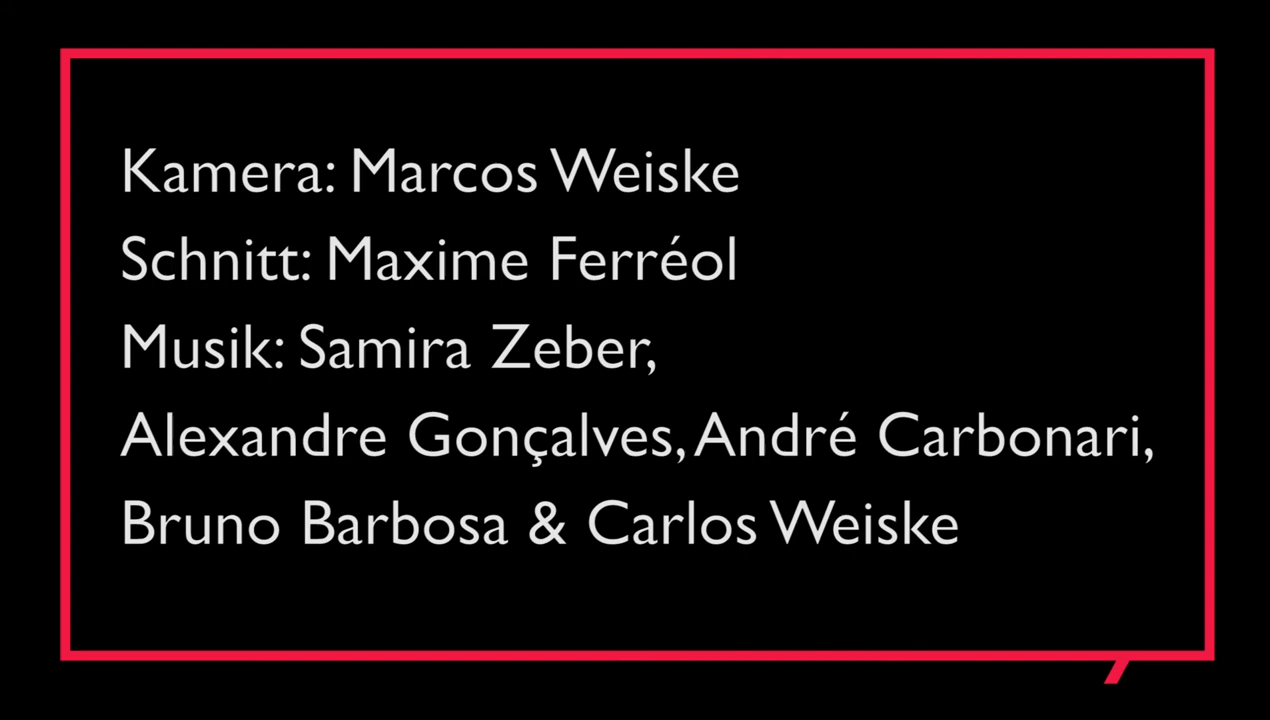 Kamera: Marcos Weiske
Schnitt: Maxime Ferréol
Musik: Samira Zeber,
Alexandre Gonçalves, André Carbonari,
Bruno Barbosa & Carlos Weiske